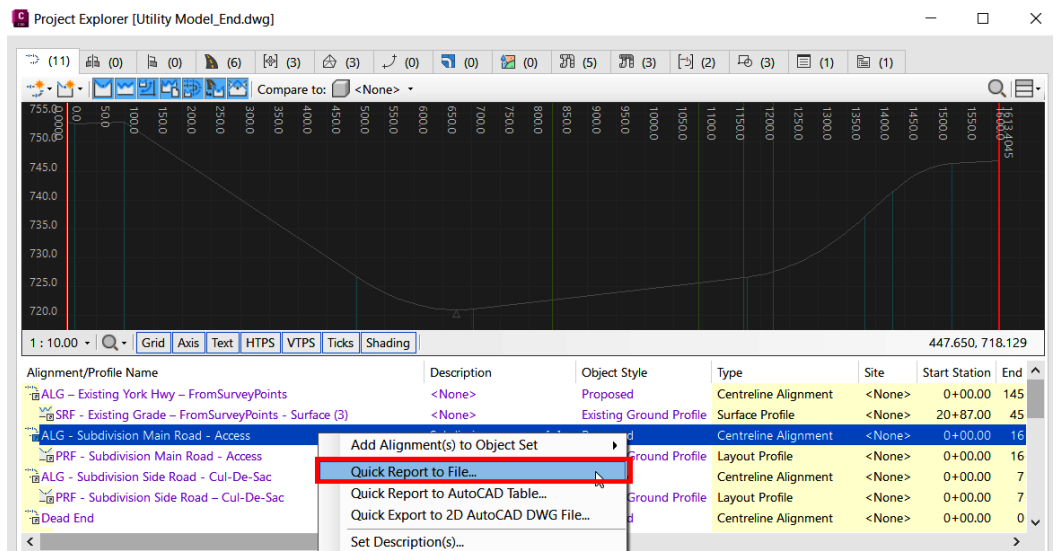 C
CIVIL
Project Explorer [Utility Model_End.dwg]
(11) (0) (0) (6) (3) (3) (0) (0) (0) (5) (3) (2) (3) (1) (1)
Compare to: <None>
755.0 0.0 50.0 100.0 150.0 200.0 250.0 300.0 350.0 400.0 450.0 500.0 550.0 600.0 650.0 700.0 750.0 800.0 850.0 900.0 950.0 1000.0 1050.0 1100.0 1150.0 1200.0 1250.0 1300.0 1350.0 1400.0 1450.0 1500.0 1550.0 1600.0 1613.4045
750.0
745.0
740.0
735.0
730.0
725.0
720.0
1 : 10.00 Grid Axis Text HTPS VTPS Ticks Shading 447.650, 718.129
Alignment/Profile Name Description Object Style Type Site Start Station End
ALG – Existing York Hwy – FromSurveyPoints <None> Proposed Centreline Alignment <None> 0+00.00 145
SRF - Existing Grade – FromSurveyPoints - Surface (3) <None> Existing Ground Profile Surface Profile <None> 20+87.00 45
ALG - Subdivision Main Road - Access Centreline Alignment <None> 0+00.00 16
Add Alignment(s) to Object Set
PRF - Subdivision Main Road - Access Ground Profile Layout Profile <None> 0+00.00 16
Quick Report to File...
ALG - Subdivision Side Road - Cul-De-Sac Centreline Alignment <None> 0+00.00 7
Quick Report to AutoCAD Table...
PRF - Subdivision Side Road – Cul-De-Sac Ground Profile Layout Profile <None> 0+00.00 7
Quick Export to 2D AutoCAD DWG File...
Dead End Centreline Alignment <None> 0+00.00 0
Set Description(s)...